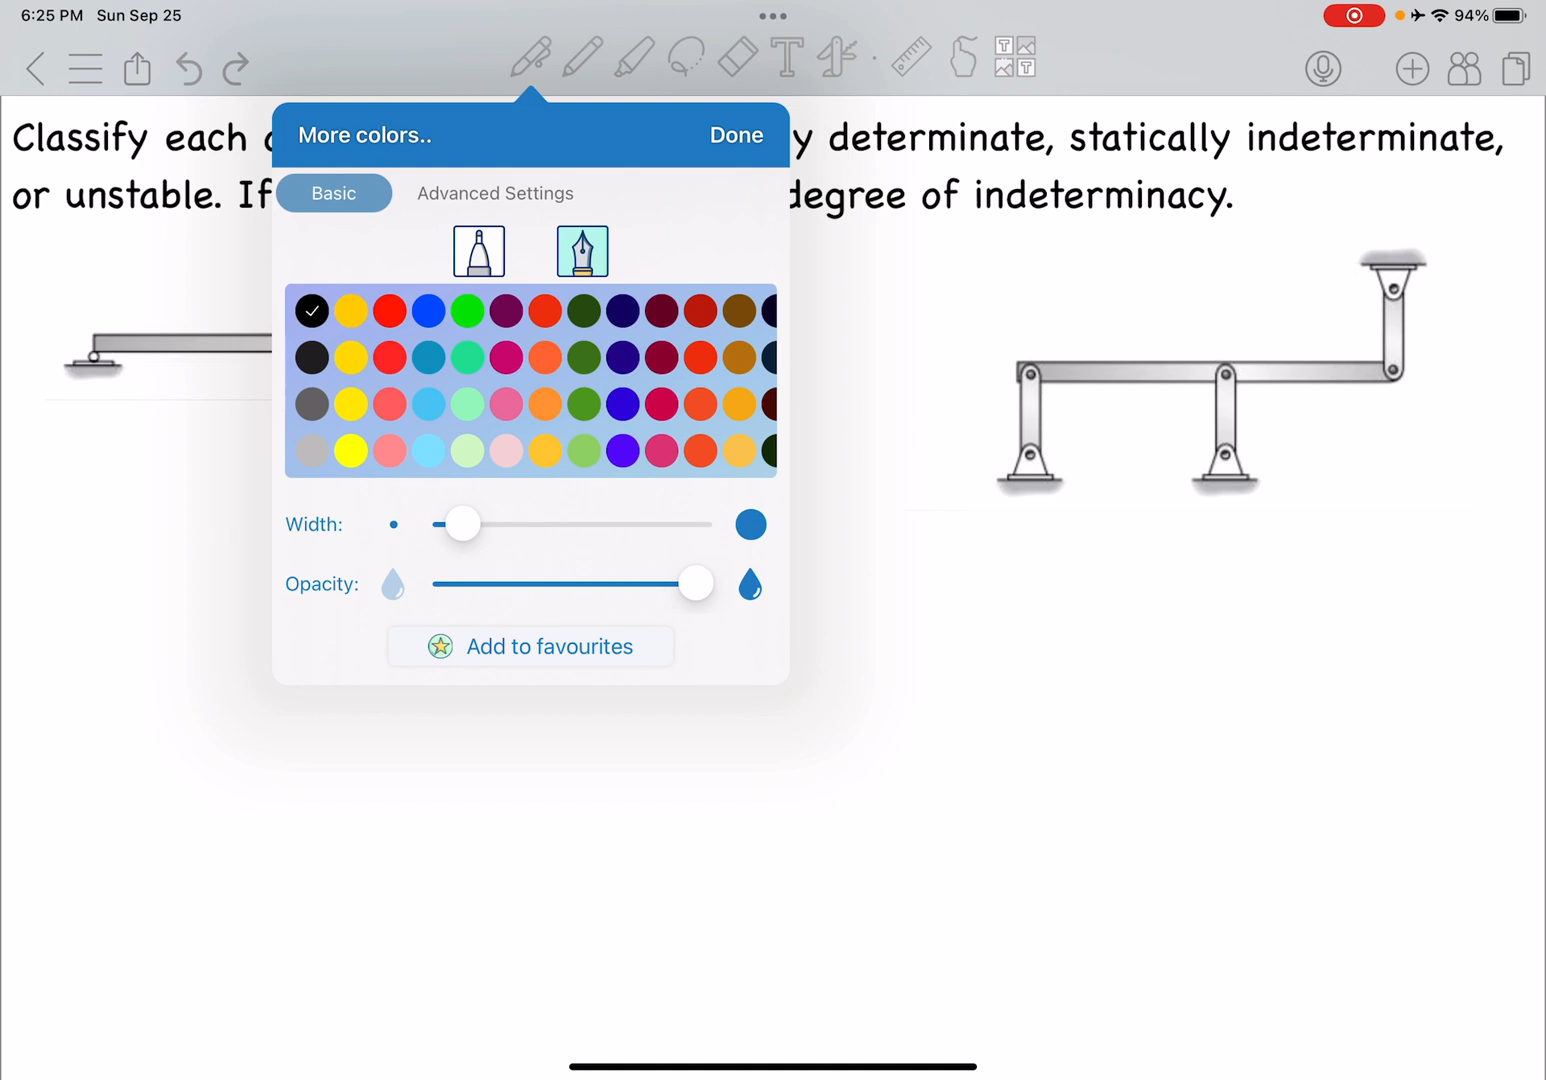 6:25 PM Sun Sep 25
94%
T
T
T
More colors..
Done
Classify each
y determinate, statically indeterminate,
Basic
Advanced Settings
or unstable. If
degree of indeterminacy.
Width:
Opacity:
Add to favourites